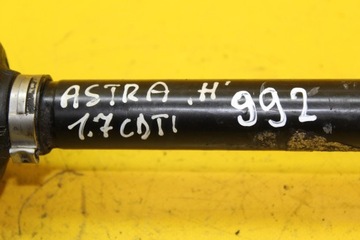 ASTRA "H" 992
1.7 CDTI